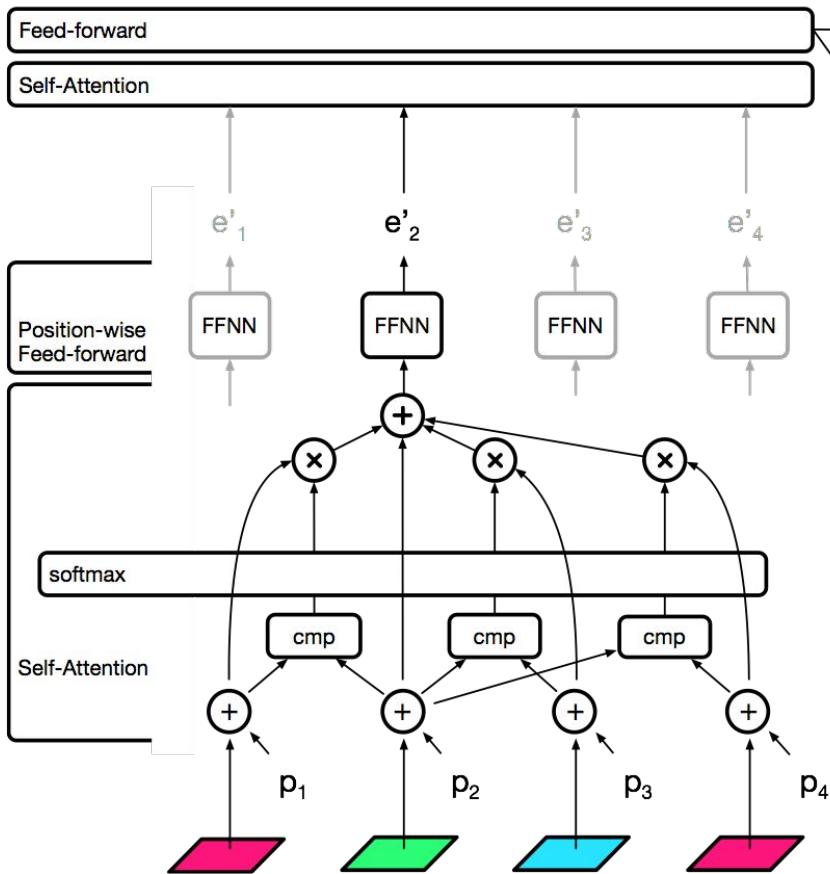 Feed-forward
Self-Attention
e'1 e'2 e'3 e'4
FFNN FFNN FFNN FFNN
Position-wise
Feed-forward
+
× × ×
softmax
cmp cmp cmp
Self-Attention
+ + + +
p1 p2 p3 p4